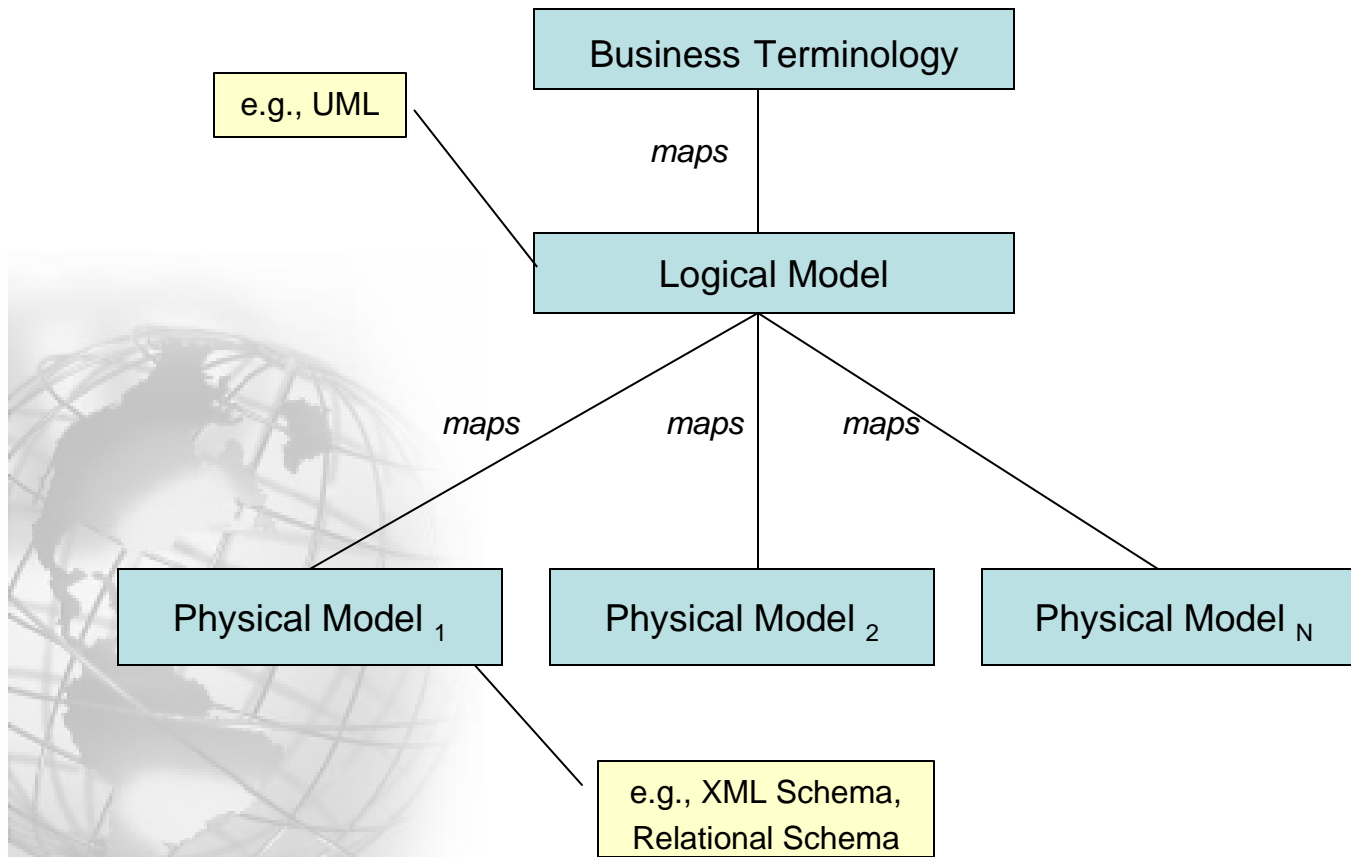 Business Terminology
e.g., UML
maps
Logical Model
maps
maps
maps
Physical Model 1
Physical Model 2
Physical Model N
e.g., XML Schema,
Relational Schema